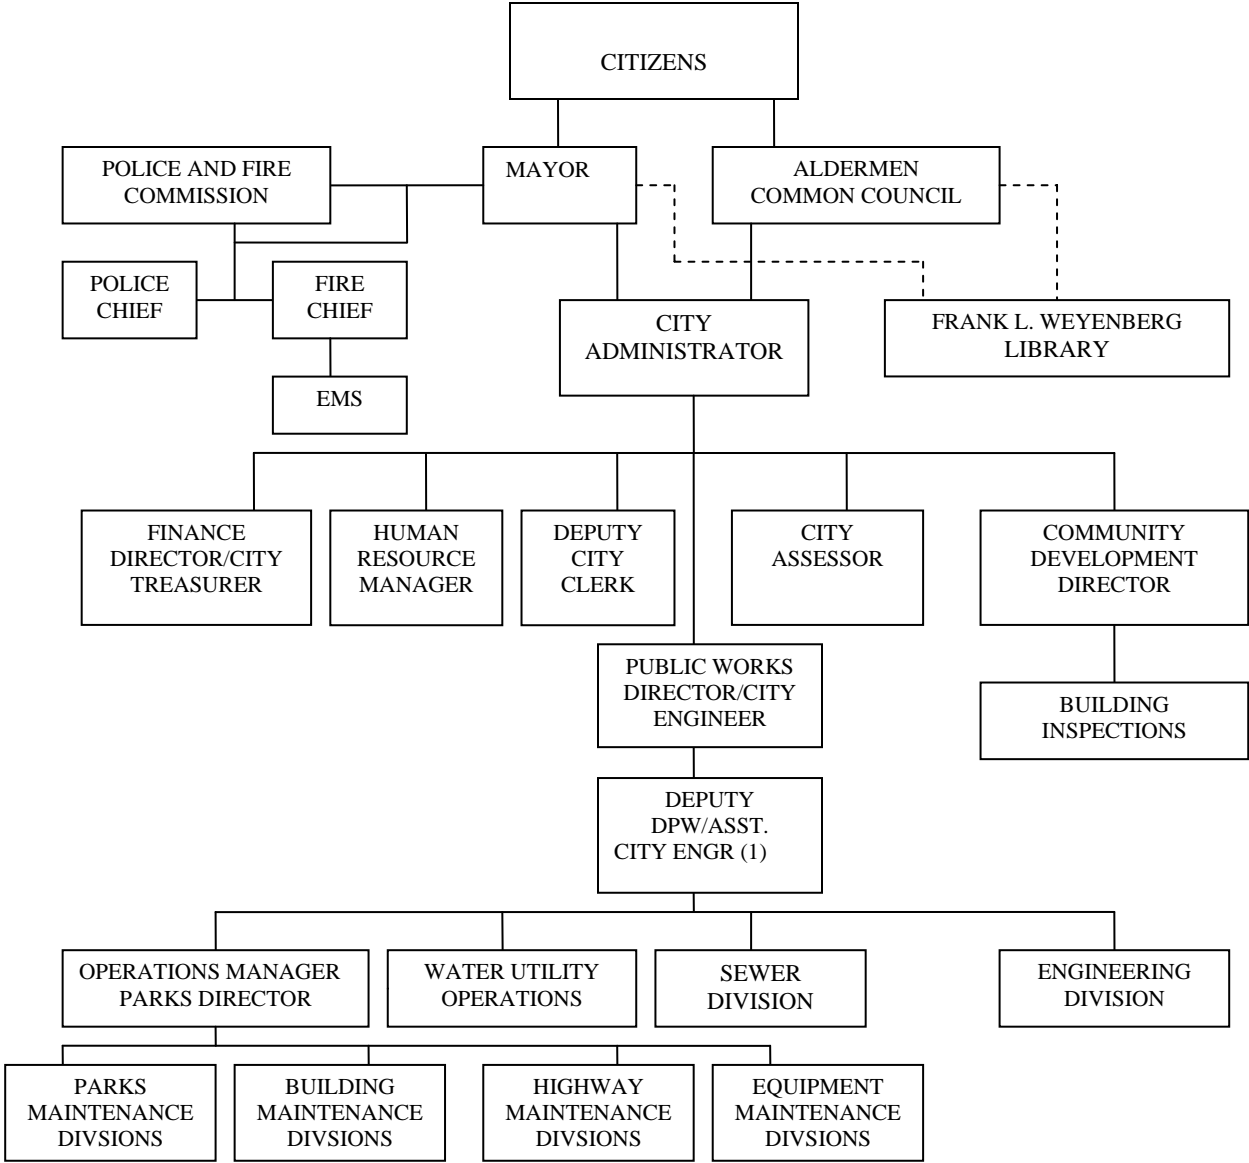 CITIZENS
POLICE AND FIRE
COMMISSION
MAYOR
ALDERMEN
COMMON COUNCIL
POLICE
CHIEF
FIRE
CHIEF
CITY
ADMINISTRATOR
FRANK L. WEYENBERG
LIBRARY
EMS
FINANCE
DIRECTOR/CITY
TREASURER
HUMAN
RESOURCE
MANAGER
DEPUTY
CITY
CLERK
CITY
ASSESSOR
COMMUNITY
DEVELOPMENT
DIRECTOR
PUBLIC WORKS
DIRECTOR/CITY
ENGINEER
BUILDING
INSPECTIONS
DEPUTY
DPW/ASST.
CITY ENGR (1)
OPERATIONS MANAGER
PARKS DIRECTOR
WATER UTILITY
OPERATIONS
SEWER
DIVISION
ENGINEERING
DIVISION
PARKS
MAINTENANCE
DIVSIONS
BUILDING
MAINTENANCE
DIVSIONS
HIGHWAY
MAINTENANCE
DIVSIONS
EQUIPMENT
MAINTENANCE
DIVSIONS